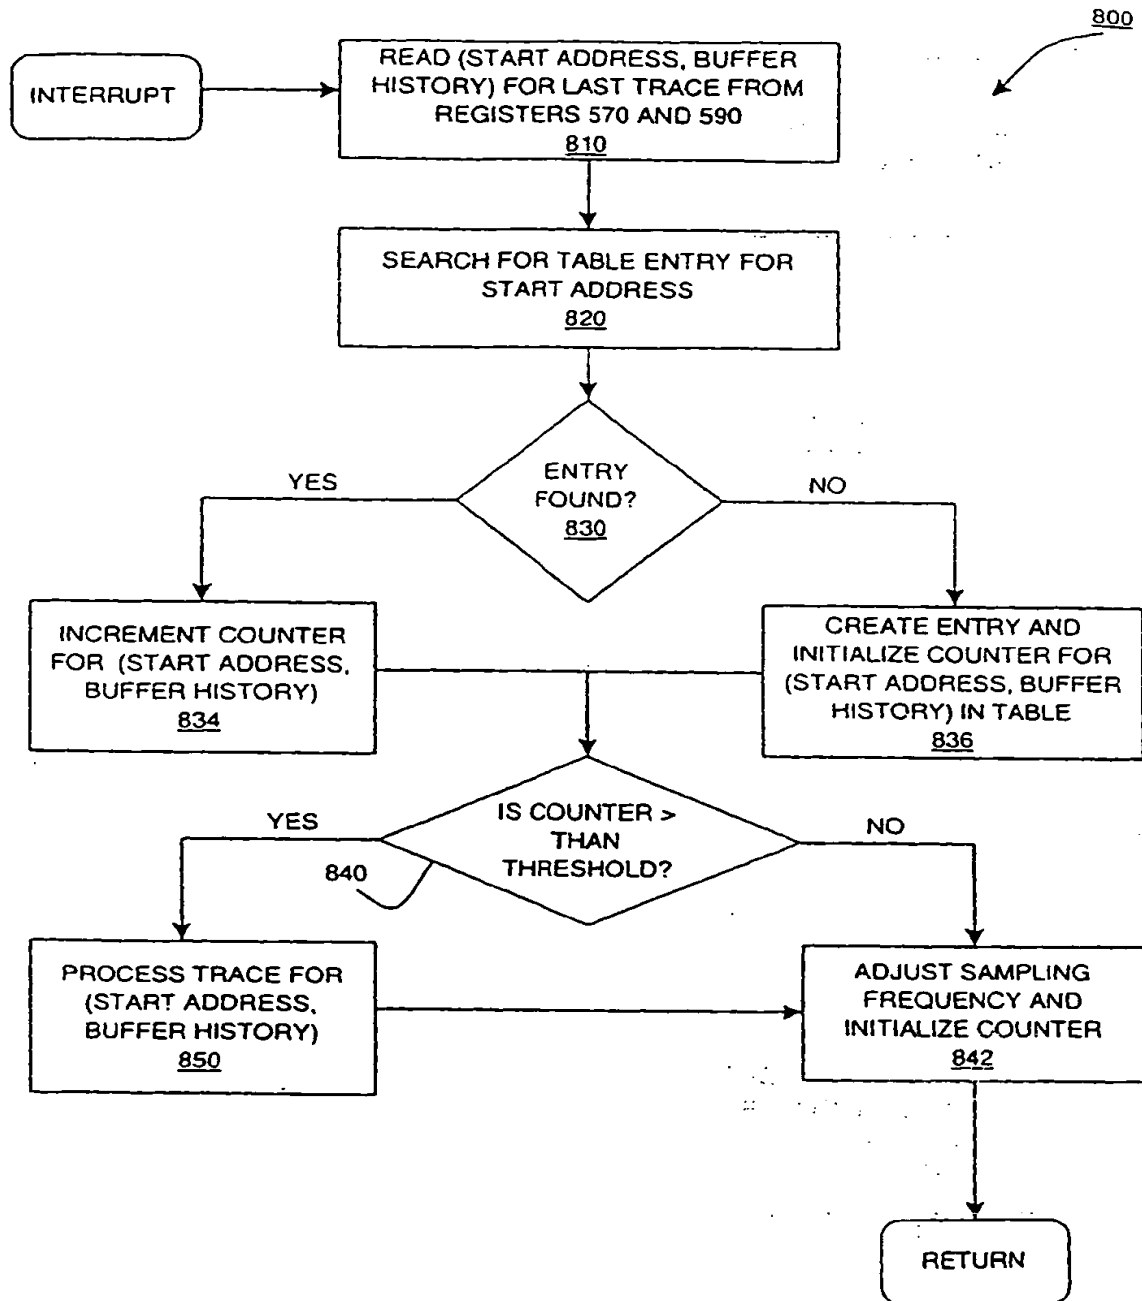 800
INTERRUPT
READ (START ADDRESS, BUFFER
HISTORY) FOR LAST TRACE FROM
REGISTERS 570 AND 590
810
SEARCH FOR TABLE ENTRY FOR
START ADDRESS
820
ENTRY
FOUND?
830
YES
NO
INCREMENT COUNTER
FOR (START ADDRESS,
BUFFER HISTORY)
834
CREATE ENTRY AND
INITIALIZE COUNTER FOR
(START ADDRESS, BUFFER
HISTORY) IN TABLE
836
IS COUNTER >
THAN
THRESHOLD?
YES
NO
840
PROCESS TRACE FOR
(START ADDRESS,
BUFFER HISTORY)
850
ADJUST SAMPLING
FREQUENCY AND
INITIALIZE COUNTER
842
RETURN